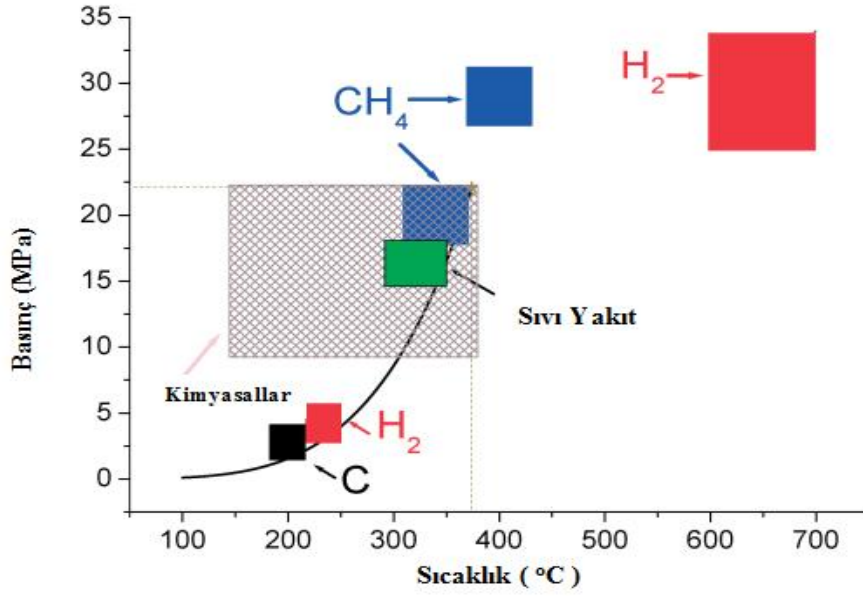 35
30
25
20
15
10
5
0
Basınç (MPa)
CH4
H2
Sıvı Yakıt
Kimyasallar
H2
C
100 200 300 400 500 600 700
Sıcaklık ( °C )